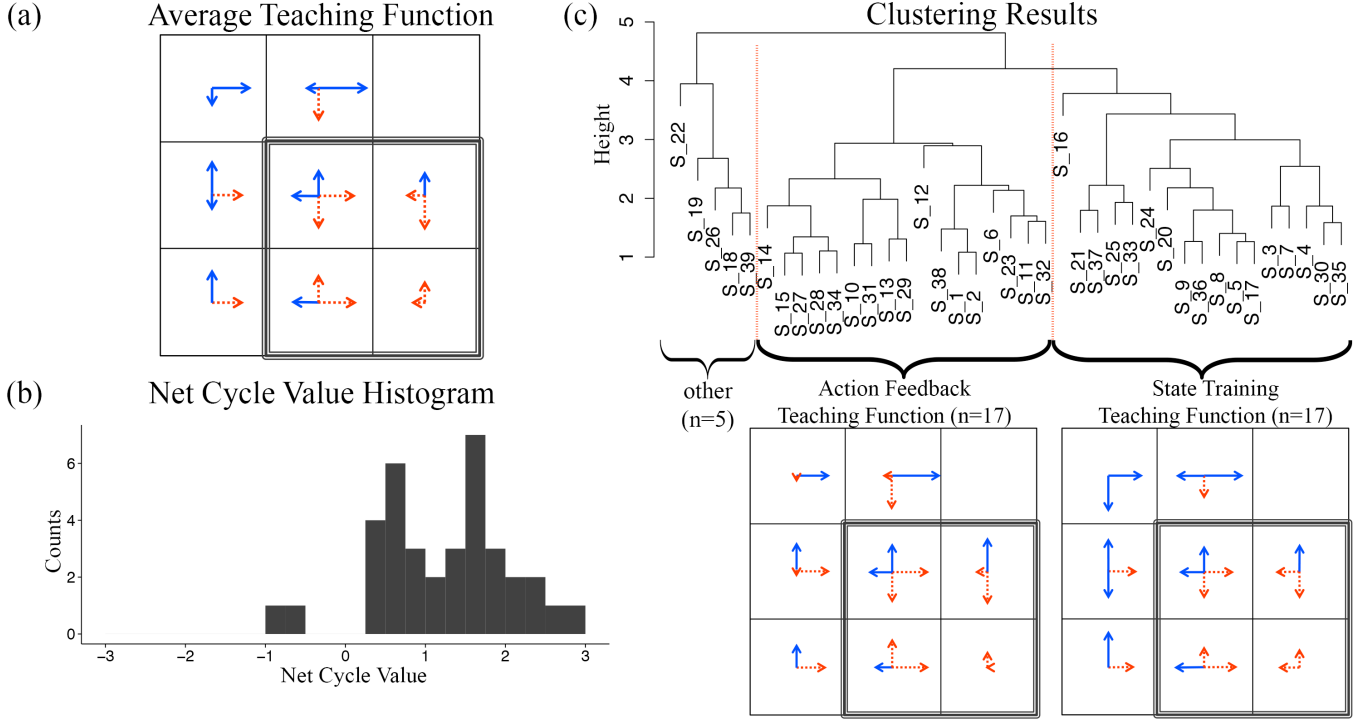 (a)
Average Teaching Function
(b)
Net Cycle Value Histogram
Counts
6
4
2
0
−3
−2
−1
0
1
2
3
Net Cycle Value
(c)
Clustering Results
Height
5
4
3
2
1
S_22
S_19
S_26
S_18
S_39
S_14
S_15
S_27
S_28
S_34
S_10
S_31
S_13
S_29
S_12
S_38
S_1
S_2
S_6
S_23
S_11
S_32
S_16
S_21
S_37
S_25
S_33
S_24
S_20
S_9
S_36
S_8
S_5
S_17
S_3
S_7
S_4
S_30
S_35
other
(n=5)
Action Feedback
Teaching Function (n=17)
State Training
Teaching Function (n=17)